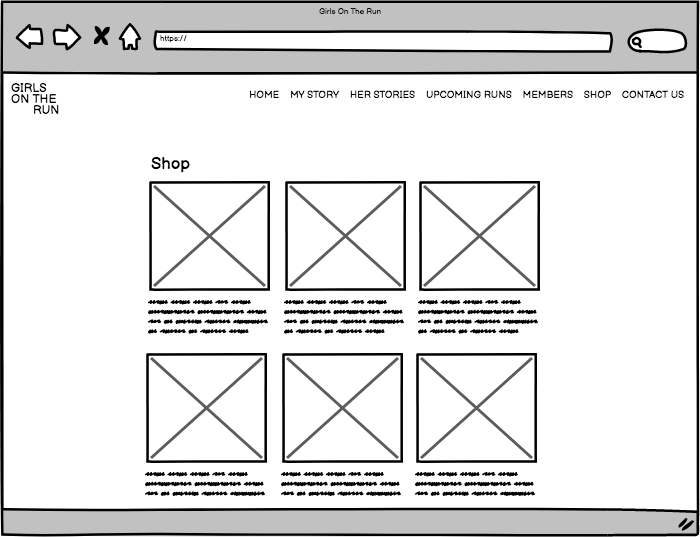 Girls On The Run
https://
GIRLS
ON THE
RUN
HOME MY STORY HER STORIES UPCOMING RUNS MEMBERS SHOP CONTACT US
Shop